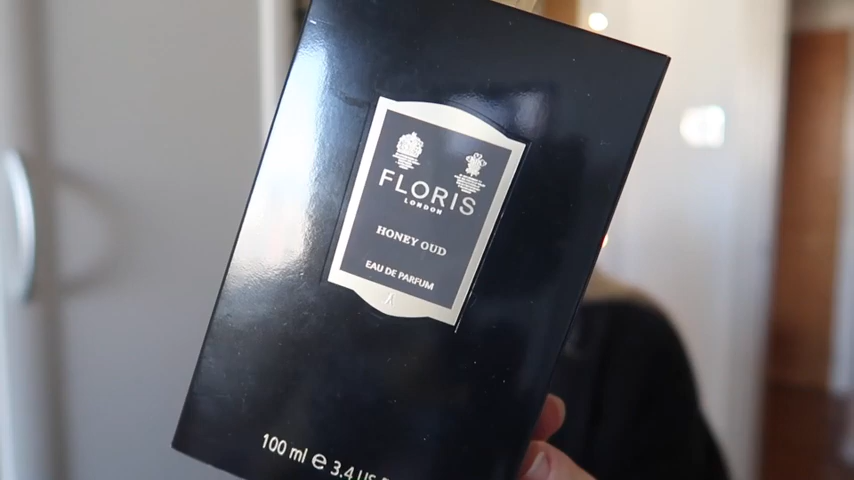 FLORIS
LONDON
HONEY OUD
EAU DE PARFUM
100 ml e 3.4 US